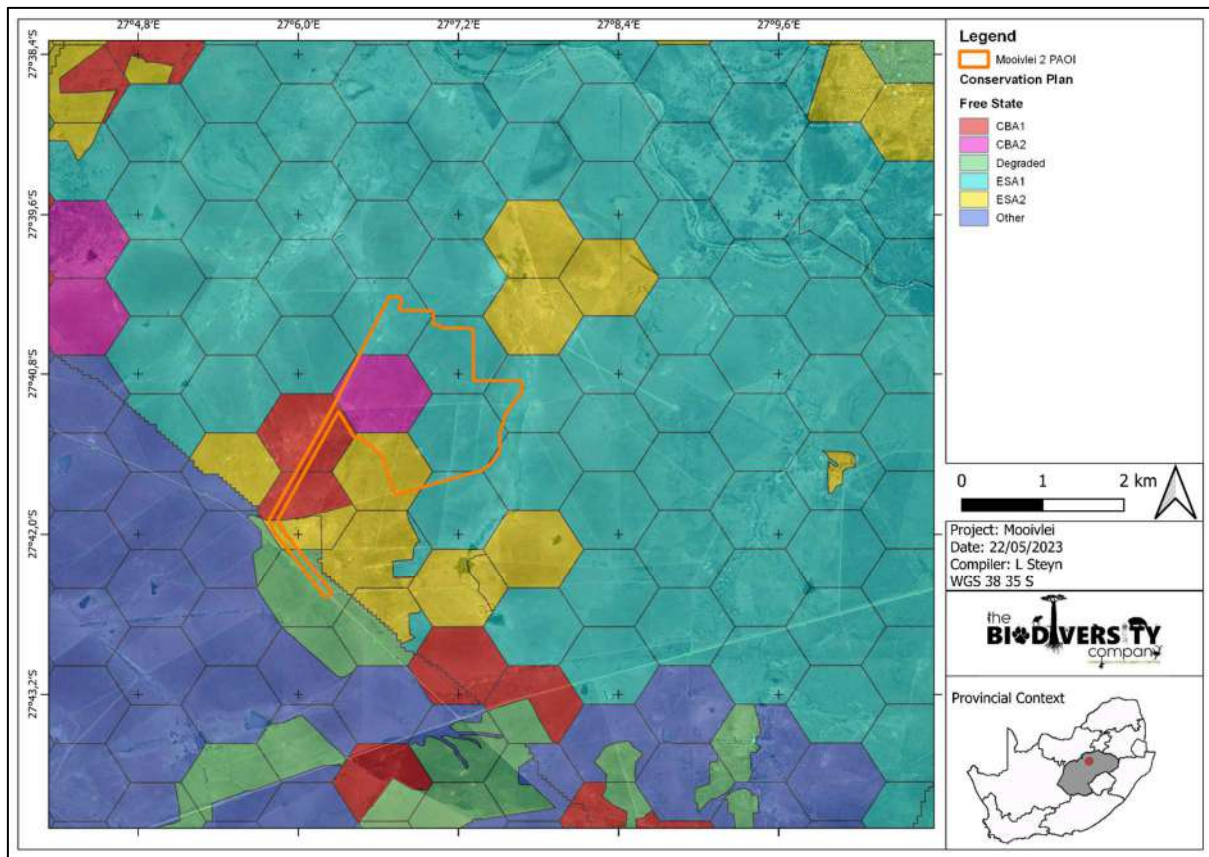 27°4,8'E 27°6,0'E 27°7,2'E 27°8,4'E 27°9,6'E
27°38,4'S
27°39,6'S
27°40,8'S
27°42,0'S
27°43,2'S
Legend
Mooivlei 2 PAOI
Conservation Plan
Free State
CBA1
CBA2
Degraded
ESA1
ESA2
Other
0 1 2 km
Project: Mooivlei
Date: 22/05/2023
Compiler: L Steyn
WGS 38 35 S
the
BIODIVERSITY
company
Provincial Context